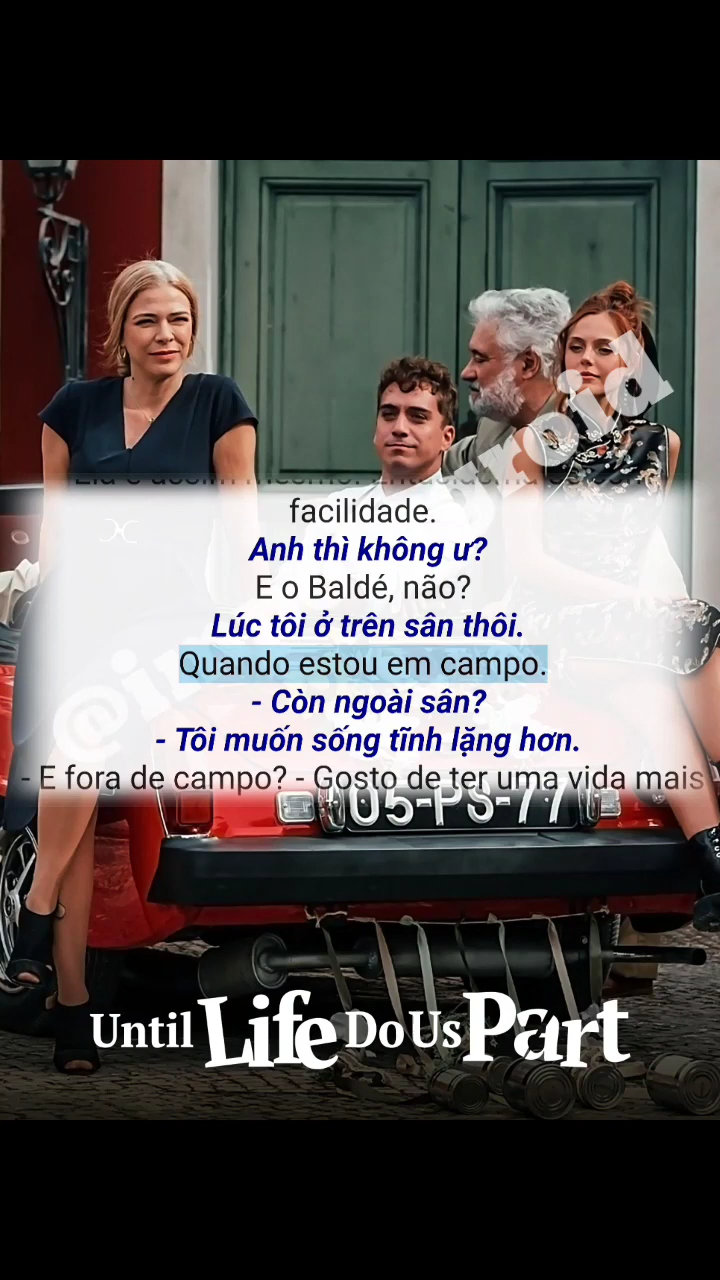 facilidade.
Anh thì không ư?
E o Baldé, não?
Lúc tôi ở trên sân thôi.
Quando estou em campo.
- Còn ngoài sân?
- Tôi muốn sống tĩnh lặng hơn.
- E fora de campo? - Gosto de ter uma vida mais
05-PS-77
Until Life Do Us Part